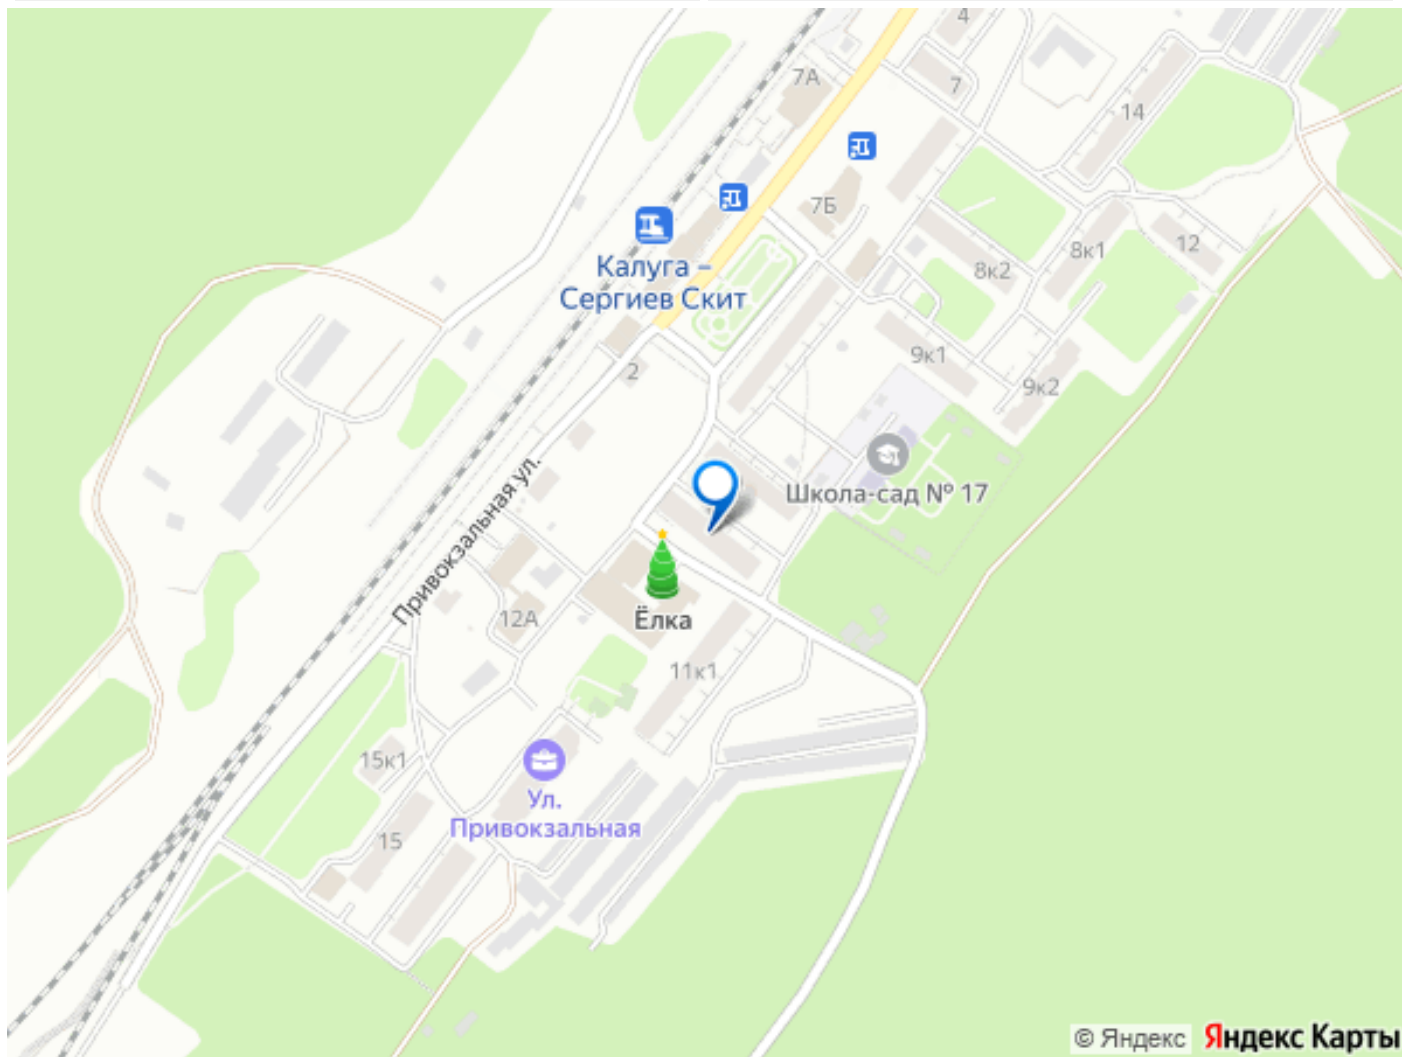 4
7А
7
14
7Б
Калуга –
Сергиев Скит
8к2
8к1
12
9к1
2
9к2
Школа-сад № 17
Привокзальная ул.
Ёлка
12А
11к1
15к1
Ул.
Привокзальная
15
© Яндекс Яндекс Карты